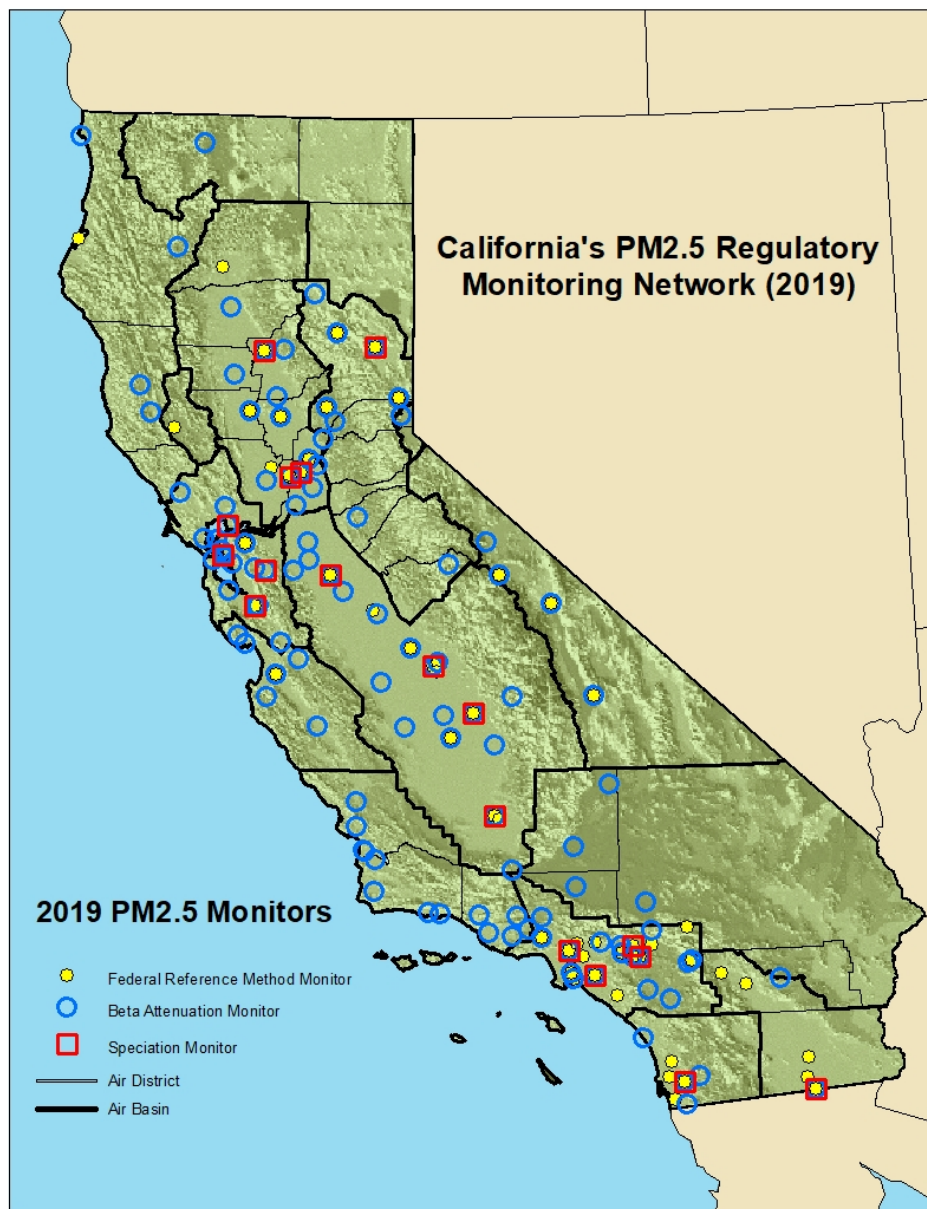 California's PM2.5 Regulatory
Monitoring Network (2019)
2019 PM2.5 Monitors
Federal Reference Method Monitor
Beta Attenuation Monitor
Speciation Monitor
Air District
Air Basin